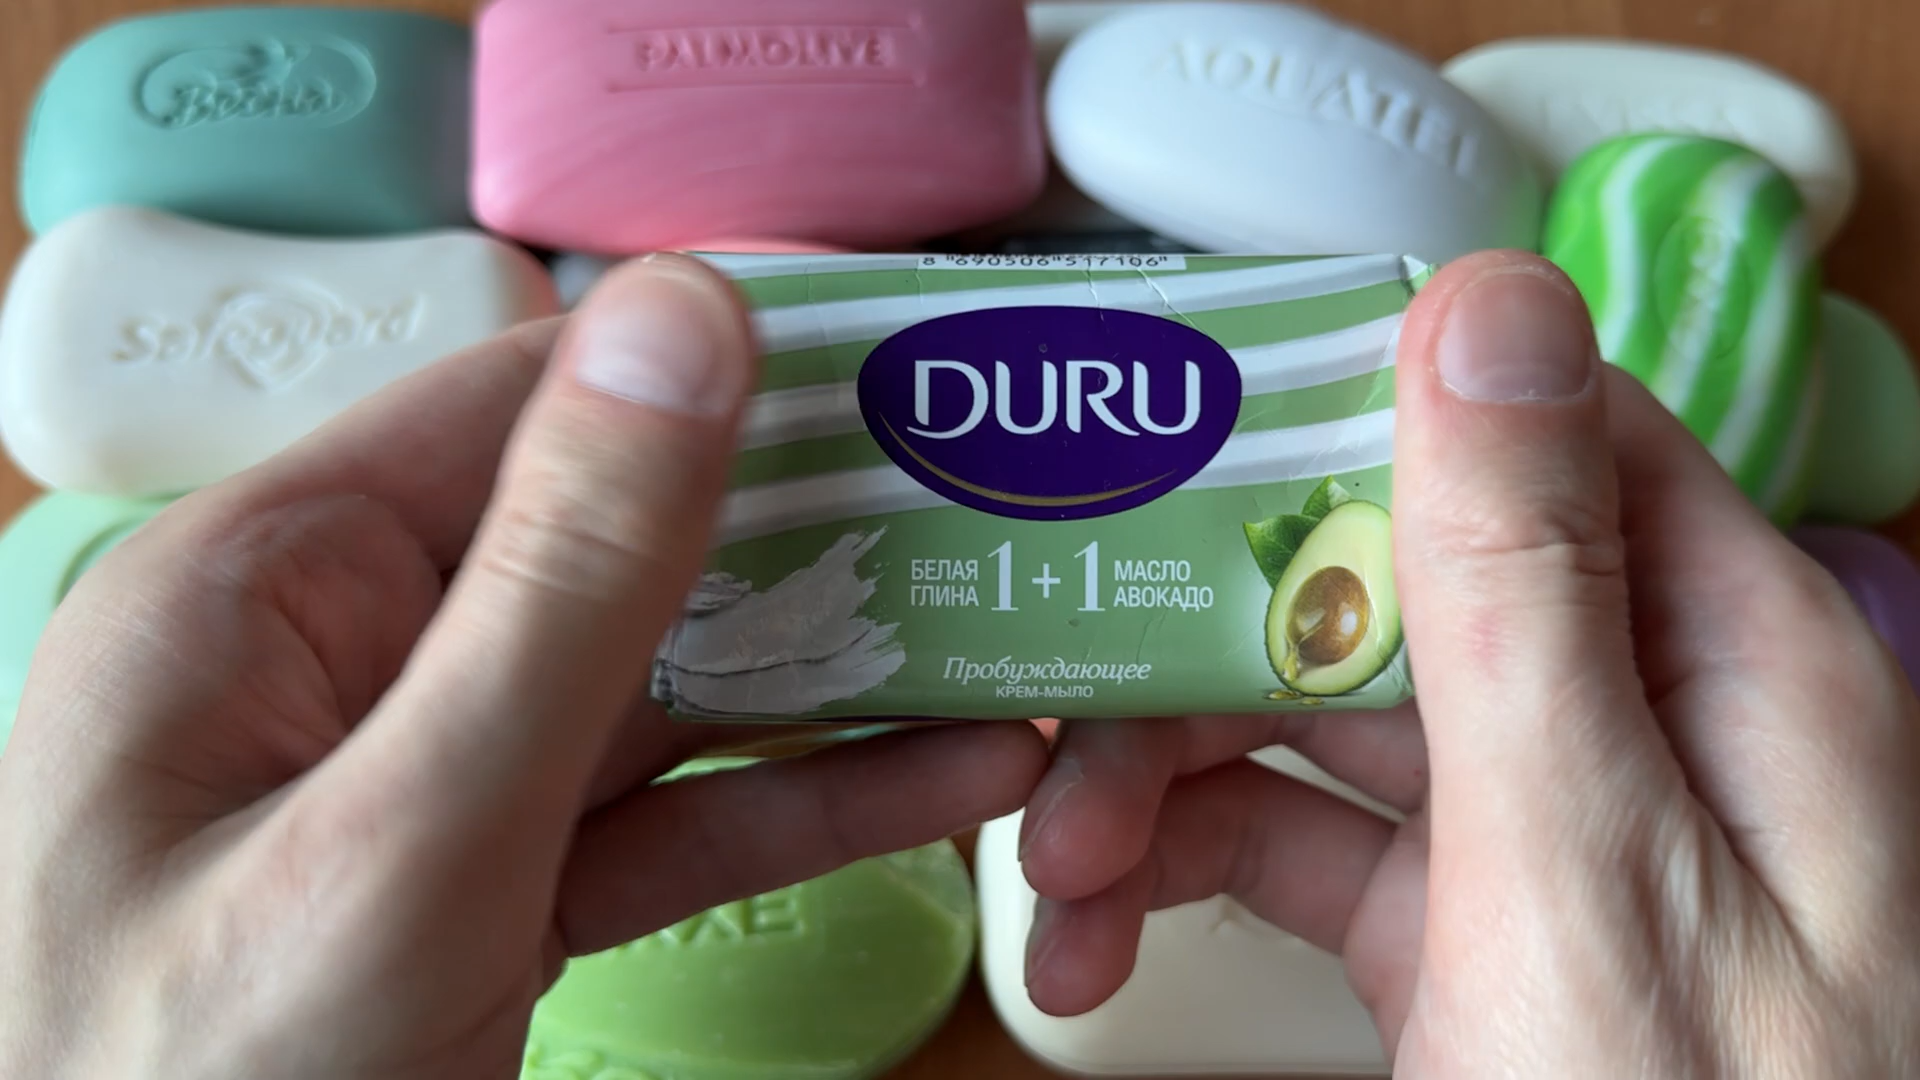 Весна
PALMOLIVE
AQUATEL
Safeguard
8 690506 517106
DURU
БЕЛАЯ ГЛИНА 1+1 МАСЛО АВОКАДО
Пробуждающее
КРЕМ-МЫЛО